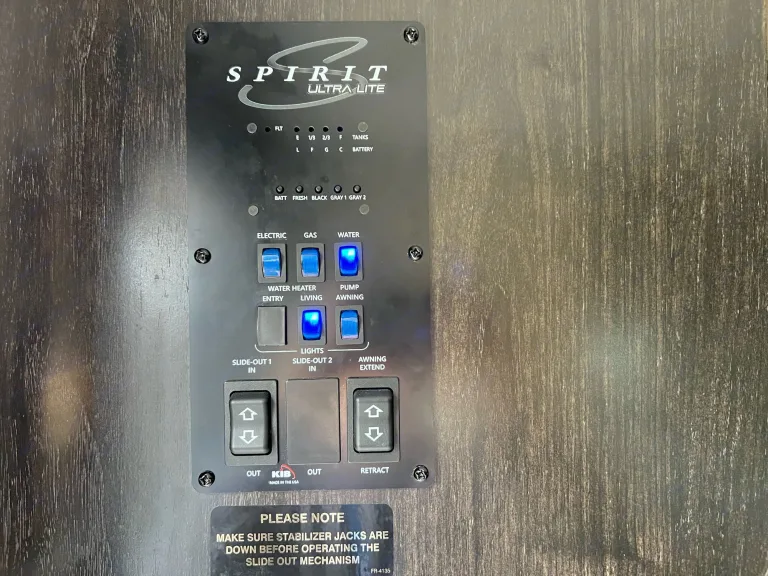 SPIRIT
ULTRA LITE
FLT E 1/3 2/3 F TANKS
L F G C BATTERY
BATT FRESH BLACK GRAY 1 GRAY 2
ELECTRIC GAS WATER
WATER HEATER PUMP
ENTRY LIVING AWNING
LIGHTS
SLIDE-OUT 1 IN
SLIDE-OUT 2 IN
AWNING EXTEND
OUT
KIB
MADE IN THE USA
OUT
RETRACT
PLEASE NOTE
MAKE SURE STABILIZER JACKS ARE
DOWN BEFORE OPERATING THE
SLIDE OUT MECHANISM
FR-4135